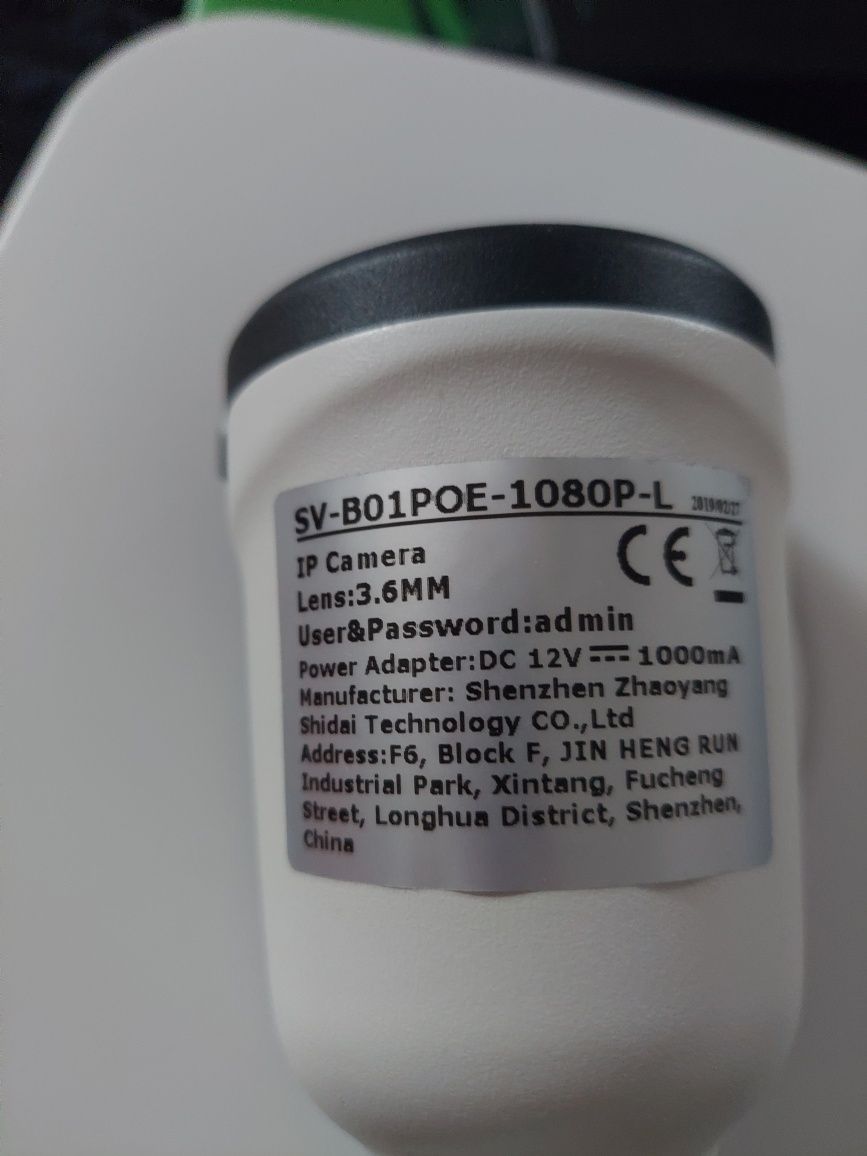 SV-B01POE-1080P-L 2019/02/27
IP Camera
CE
Lens:3.6MM
User&Password:admin
Power Adapter:DC 12V 1000mA
Manufacturer: Shenzhen Zhaoyang
Shidai Technology CO.,Ltd
Address:F6, Block F, JIN HENG RUN
Industrial Park, Xintang, Fucheng
Street, Longhua District, Shenzhen,
China